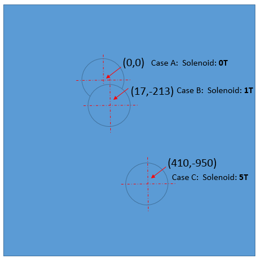 (0,0) Case A: Solenoid: 0T
(17,-213) Case B: Solenoid: 1T
(410,-950)
Case C: Solenoid: 5T